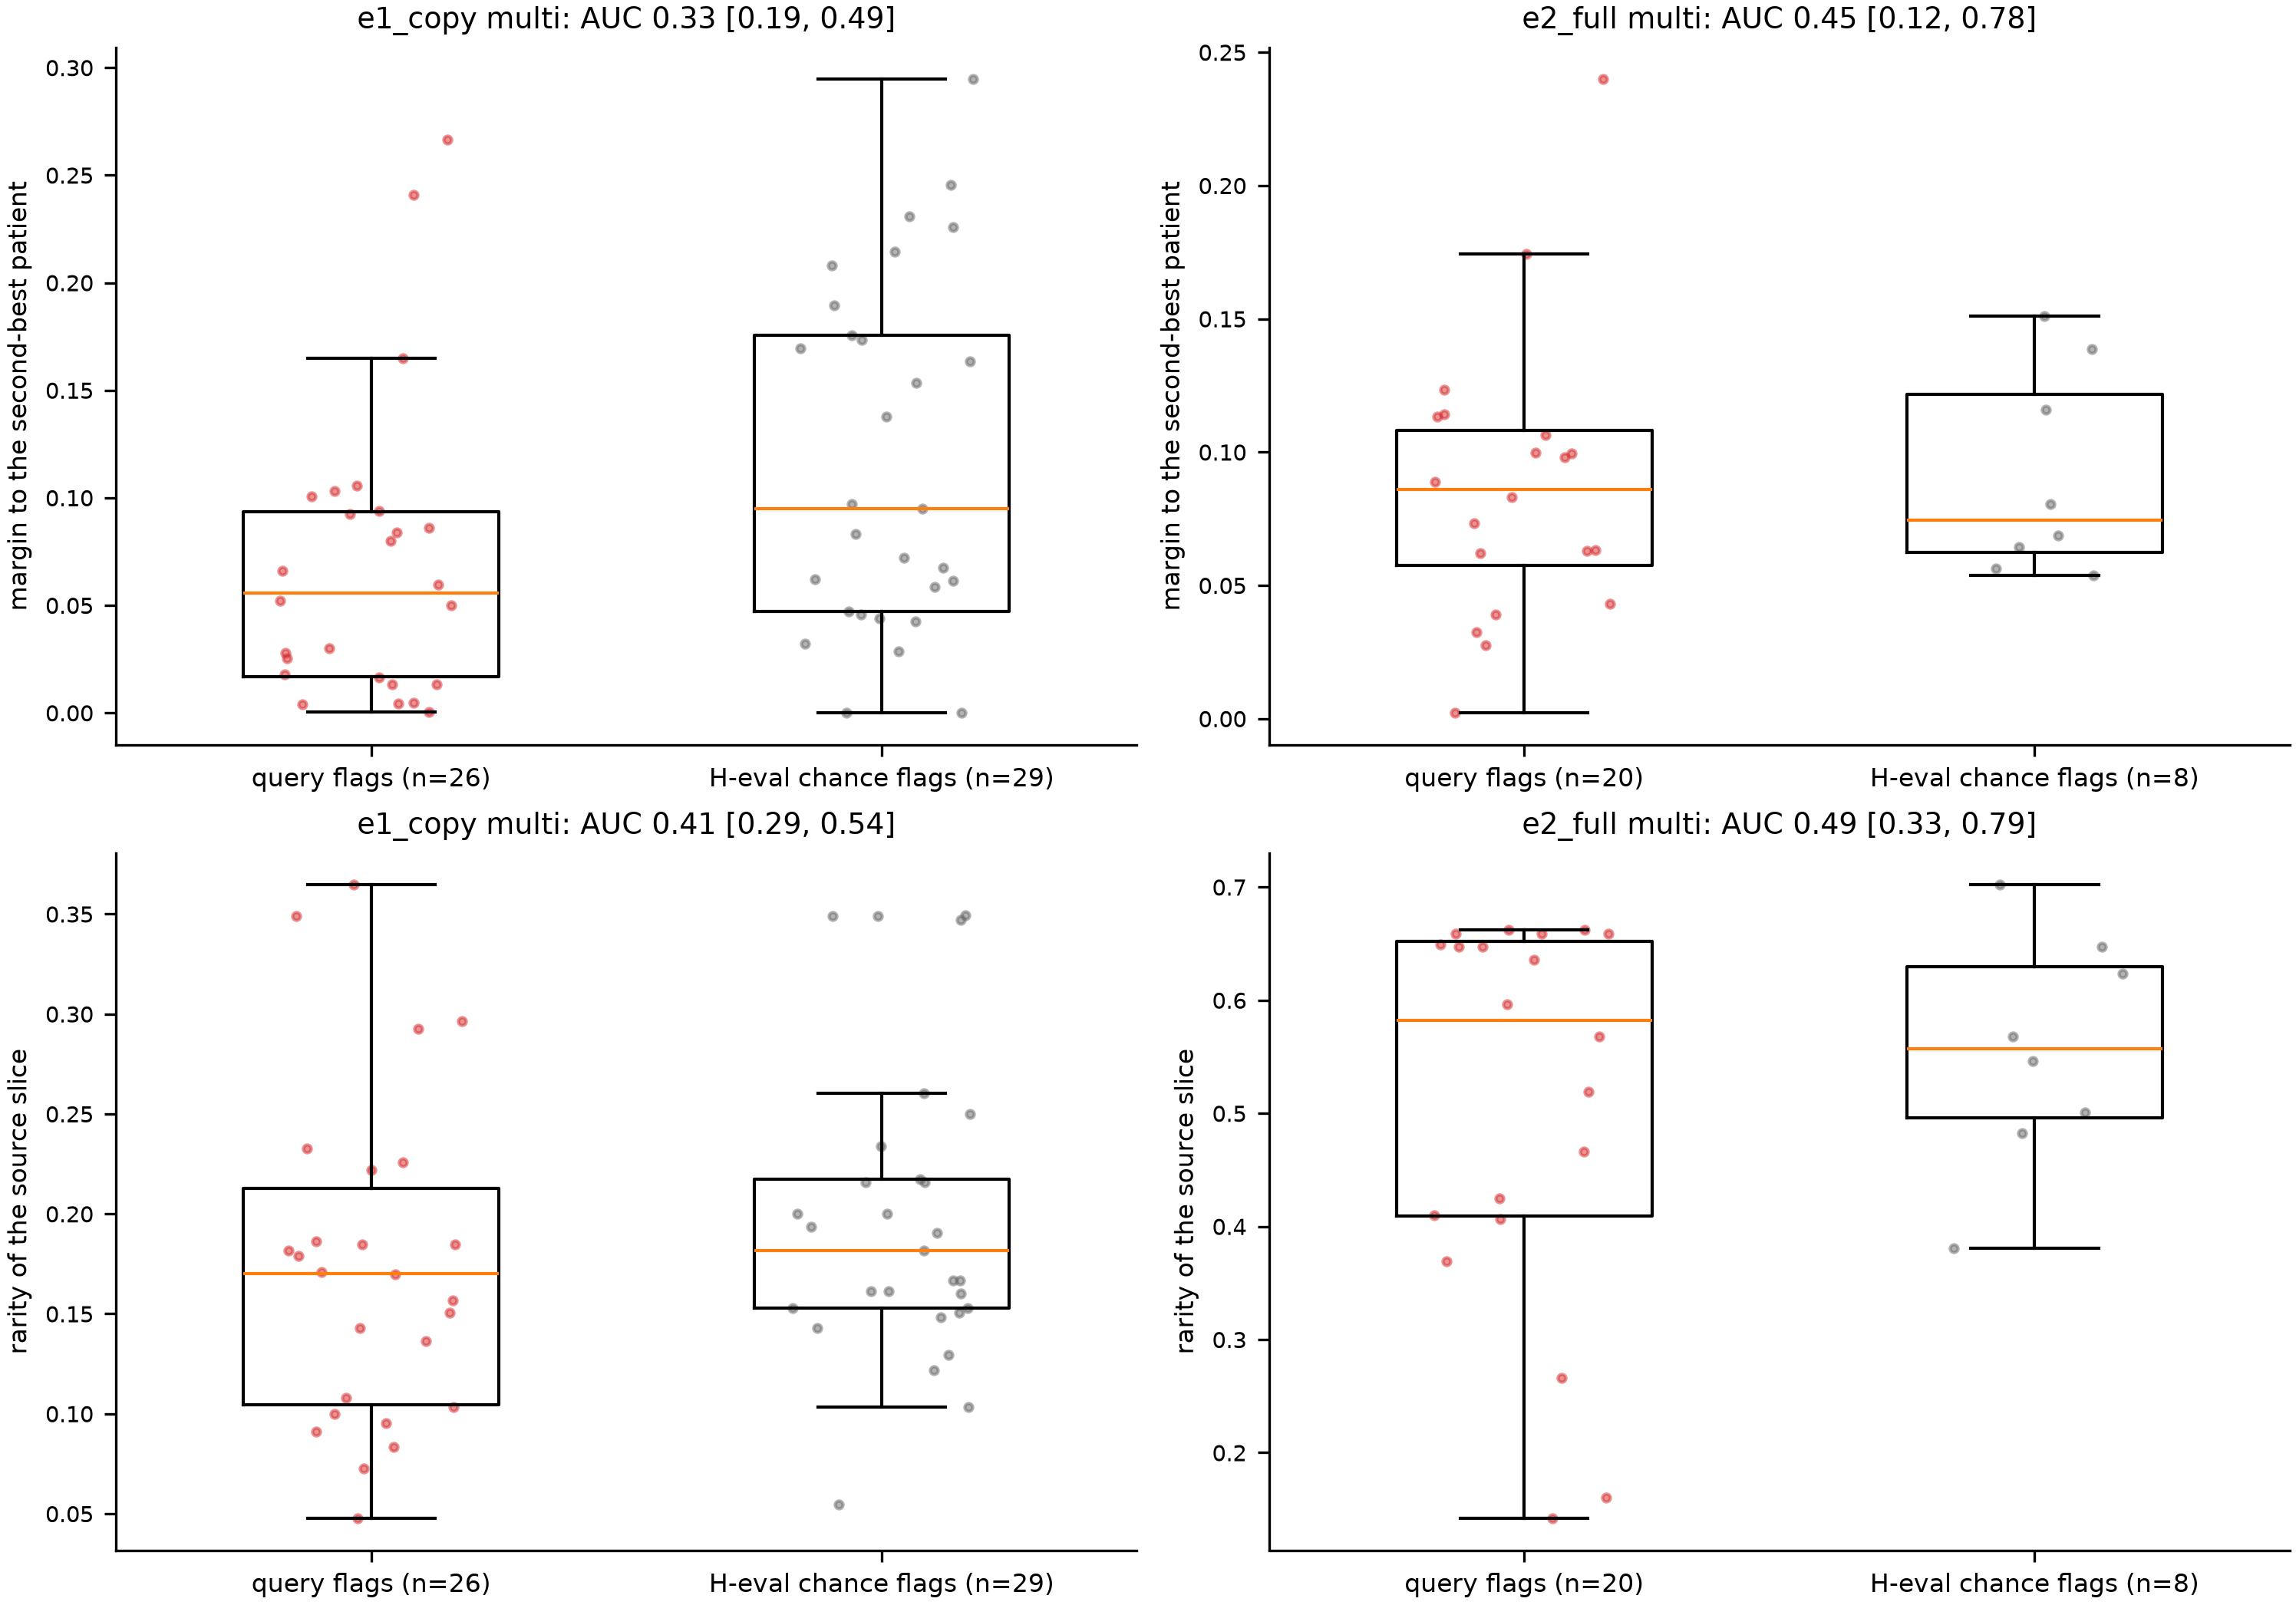 e1_copy multi: AUC 0.33 [0.19, 0.49]
margin to the second-best patient
0.30
0.25
0.20
0.15
0.10
0.05
0.00
query flags (n=26)
H-eval chance flags (n=29)
e2_full multi: AUC 0.45 [0.12, 0.78]
margin to the second-best patient
0.25
0.20
0.15
0.10
0.05
0.00
query flags (n=20)
H-eval chance flags (n=8)
e1_copy multi: AUC 0.41 [0.29, 0.54]
rarity of the source slice
0.35
0.30
0.25
0.20
0.15
0.10
0.05
query flags (n=26)
H-eval chance flags (n=29)
e2_full multi: AUC 0.49 [0.33, 0.79]
rarity of the source slice
0.7
0.6
0.5
0.4
0.3
0.2
query flags (n=20)
H-eval chance flags (n=8)